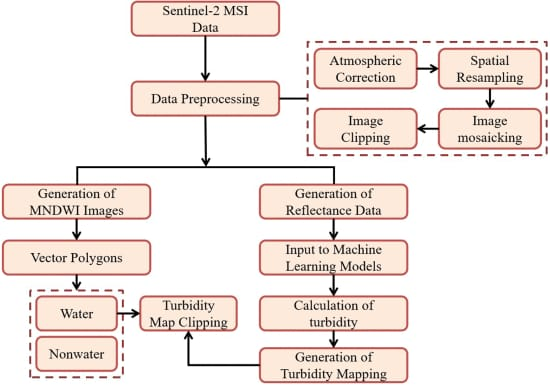 Sentinel-2 MSI
Data
Data Preprocessing
Atmospheric
Correction
Spatial
Resampling
Image
Clipping
Image
mosaicking
Generation of
MNDWI Images
Vector Polygons
Water
Nonwater
Turbidity
Map Clipping
Generation of
Reflectance Data
Input to Machine
Learning Models
Calculation of
turbidity
Generation of
Turbidity Mapping